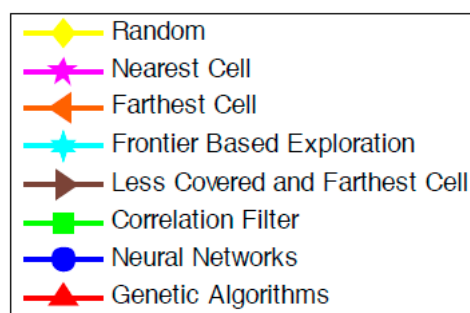 Random
Nearest Cell
Farthest Cell
Frontier Based Exploration
Less Covered and Farthest Cell
Correlation Filter
Neural Networks
Genetic Algorithms